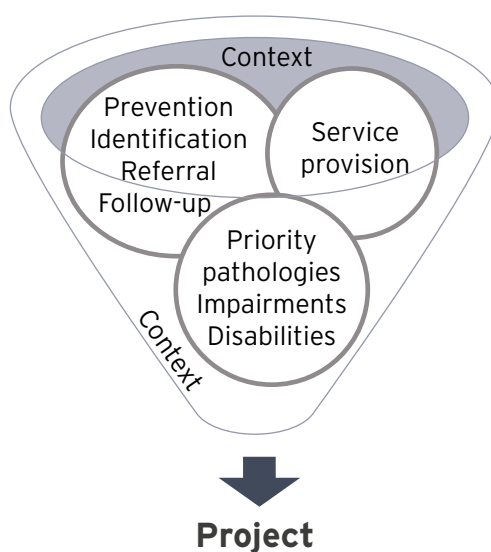 Context
Prevention
Identification
Referral
Follow-up
Service
provision
Priority
pathologies
Impairments
Disabilities
Context
Project